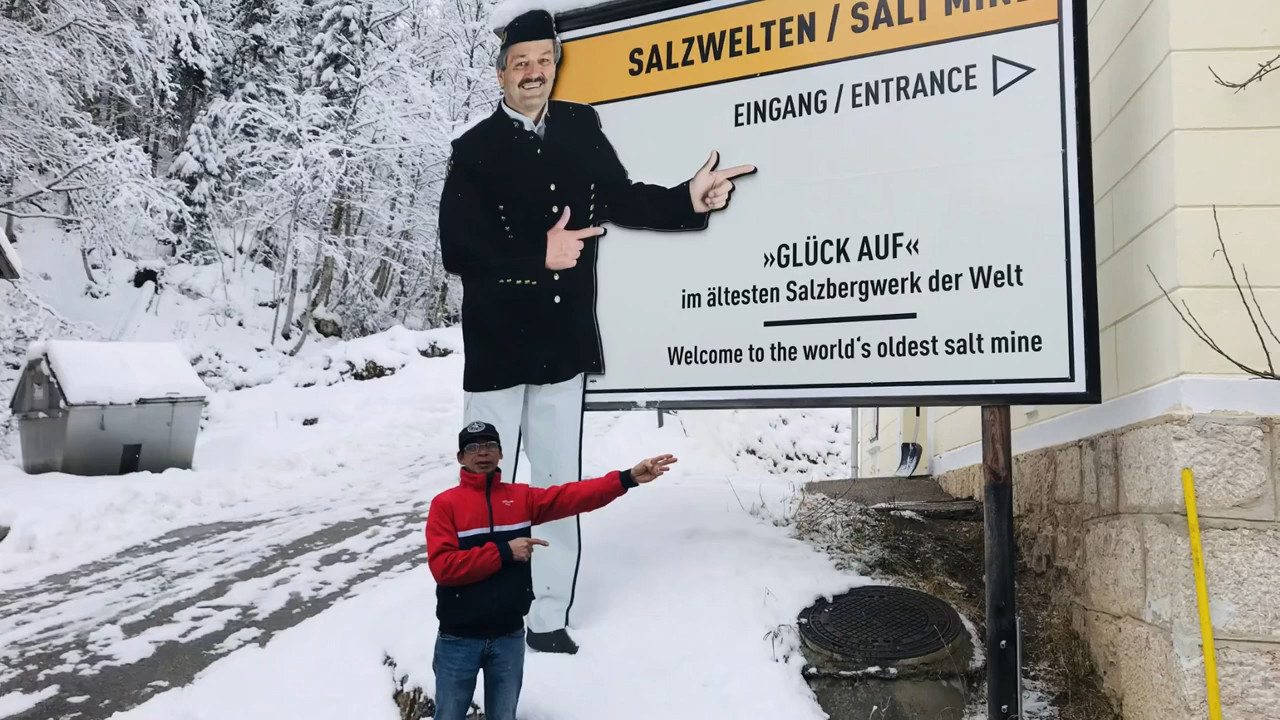 SALZWELTEN / SALT MINE
EINGANG / ENTRANCE
»GLÜCK AUF«
im ältesten Salzbergwerk der Welt
Welcome to the world‘s oldest salt mine